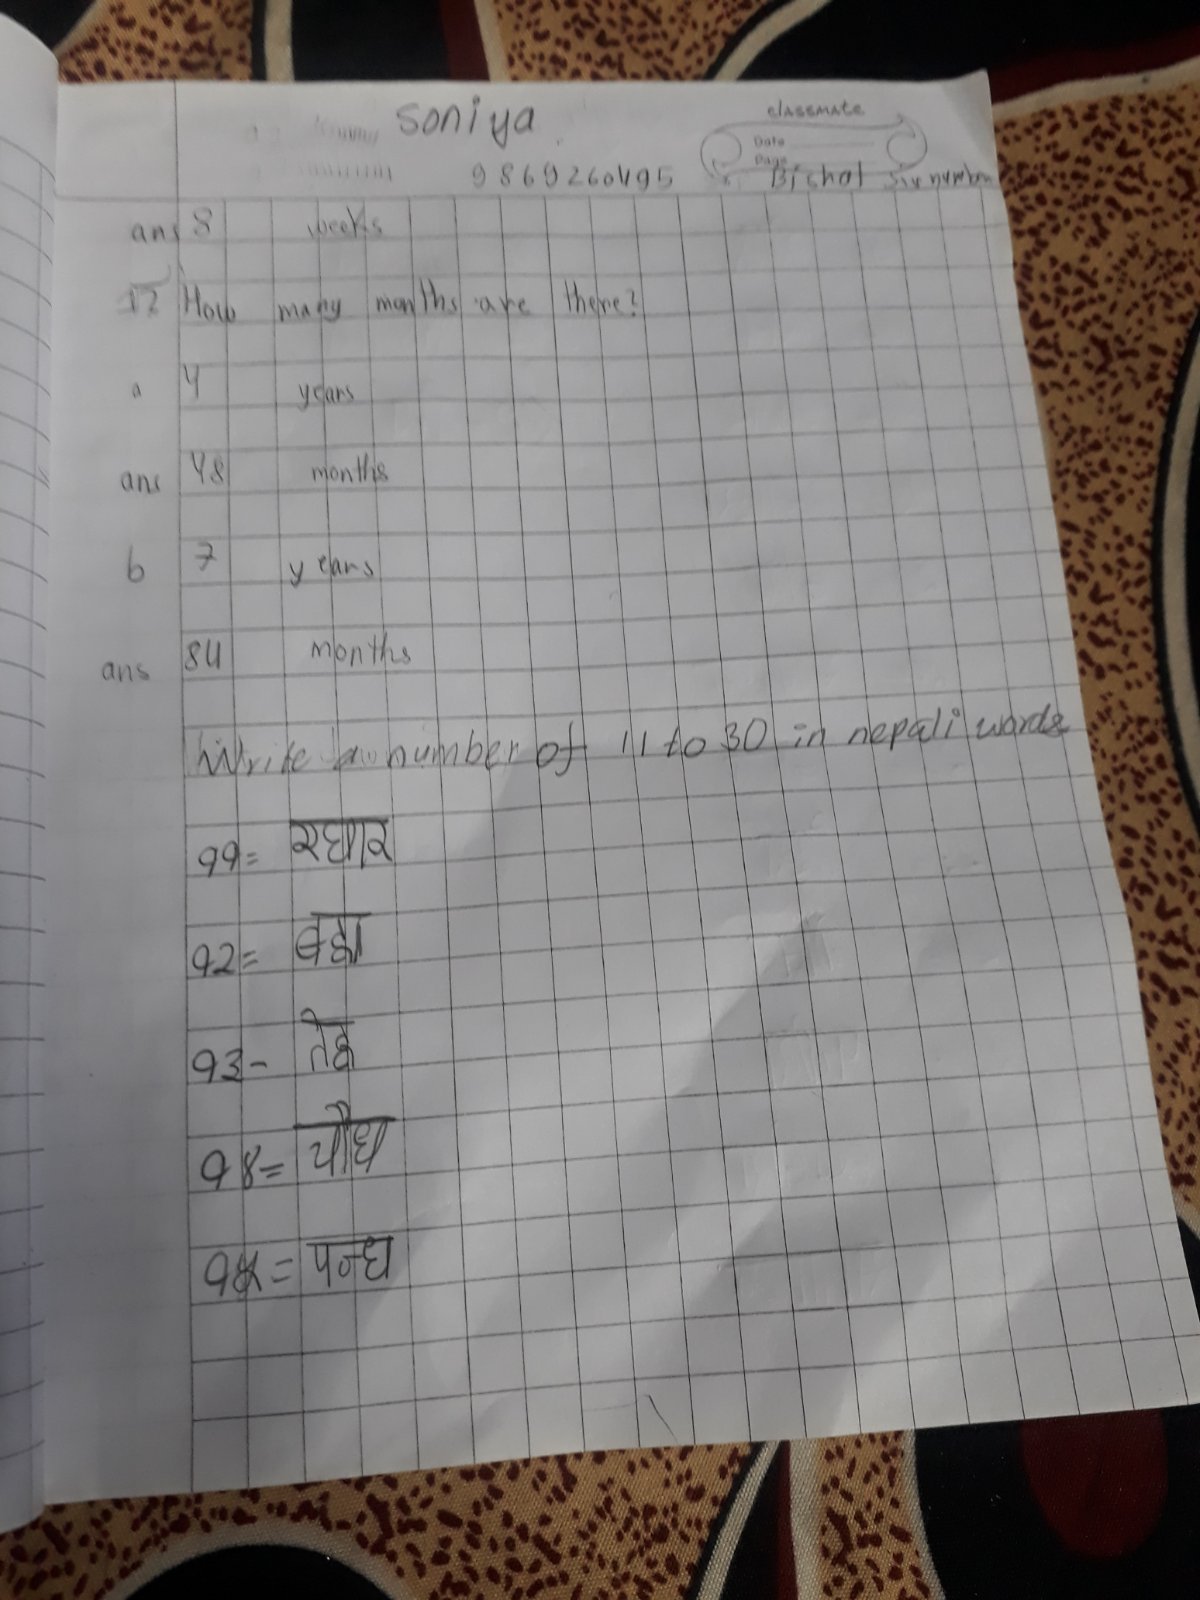 soniya
classmate
Date
Page
9869260495 Bishal Sir number
ans 8 weeks
12 How many months are there?
a 4 years
ans 48 months
b 7 years
ans 84 months
Write a number of 11 to 30 in nepali words
११= एघार
१२= बाह्र
१३- तेह्र
१४= चौध
१५= पन्ध्र